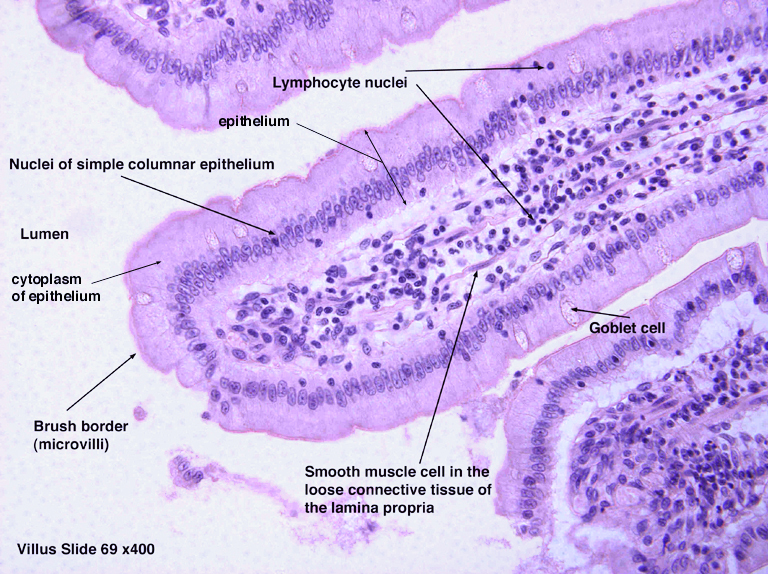 Lymphocyte nuclei
epithelium
Nuclei of simple columnar epithelium
Lumen
cytoplasm
of epithelium
Goblet cell
Brush border
(microvilli)
Smooth muscle cell in the
loose connective tissue of
the lamina propria
Villus Slide 69 x400